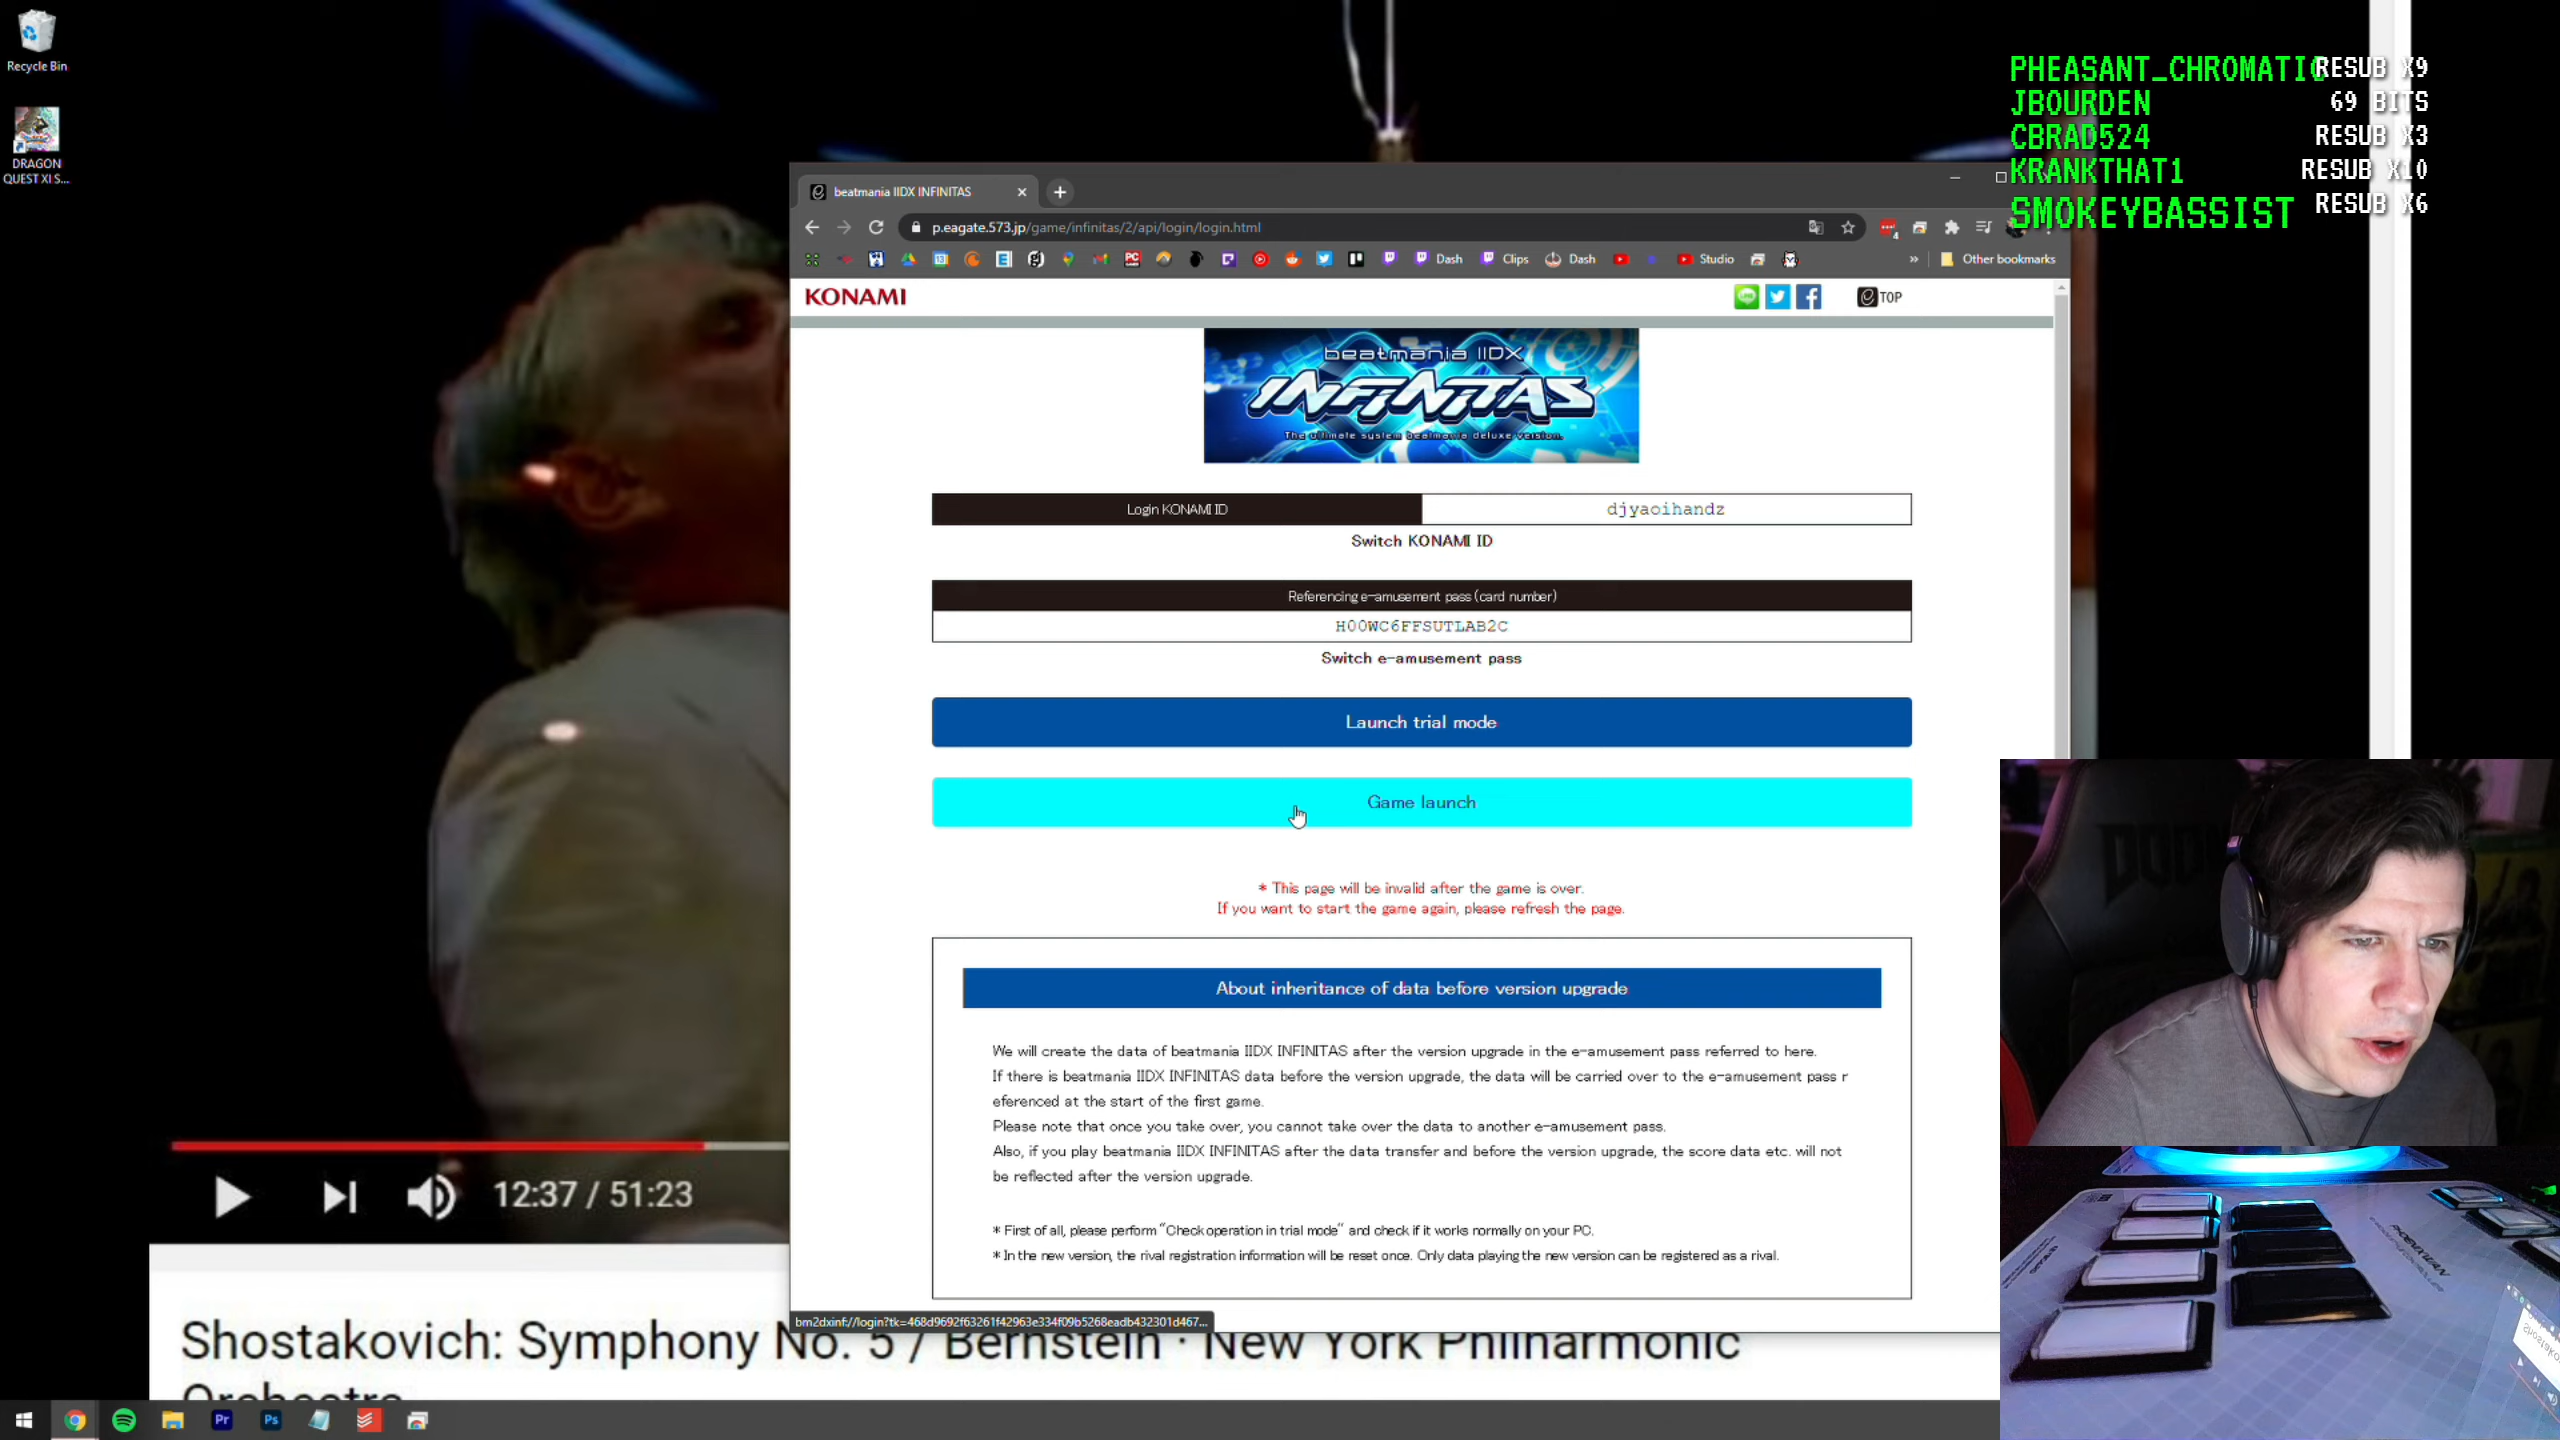 Recycle Bin
DRAGON
QUEST XI S...
PHEASANT_CHROMATIC RESUB X9
JBOURDEN 69 BITS
CBRAD524 RESUB X3
KRANKTHAT1 RESUB X10
SMOKEYBASSIST RESUB X6
beatmania IIDX INFINITAS
p.eagate.573.jp/game/infinitas/2/api/login/login.html
Dash
Clips
Dash
Studio
» Other bookmarks
KONAMI
TOP
beatmania IIDX
INFINITAS
The ultimate system beatmania deluxe version.
Login KONAMI ID djyaoihandz
Switch KONAMI ID
Referencing e-amusement pass (card number)
H00WC6FFSUTLAB2C
Switch e-amusement pass
Launch trial mode
Game launch
* This page will be invalid after the game is over.
If you want to start the game again, please refresh the page.
About inheritance of data before version upgrade
We will create the data of beatmania IIDX INFINITAS after the version upgrade in the e-amusement pass referred to here.
If there is beatmania IIDX INFINITAS data before the version upgrade, the data will be carried over to the e-amusement pass r
eferenced at the start of the first game.
Please note that once you take over, you cannot take over the data to another e-amusement pass.
Also, if you play beatmania IIDX INFINITAS after the data transfer and before the version upgrade, the score data etc. will not
be reflected after the version upgrade.
* First of all, please perform "Check operation in trial mode" and check if it works normally on your PC.
* In the new version, the rival registration information will be reset once. Only data playing the new version can be registered as a rival.
bm2dxinf://login?tk=468d9692f63261f42963e334f09b5268eadb432301d467...
12:37 / 51:23
Shostakovich: Symphony No. 5 / Bernstein · New York Philharmonic
Orchestra
Pr
Ps
PHOENIXWAN